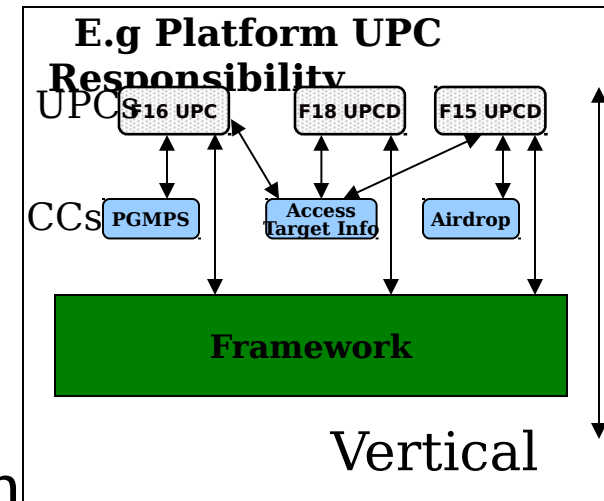 E.g Platform UPC
Responsibility
UPCs
F16 UPC
F18 UPCD
F15 UPCD
CCs
PGMPS
Access
Target Info
Airdrop
Framework
Vertical